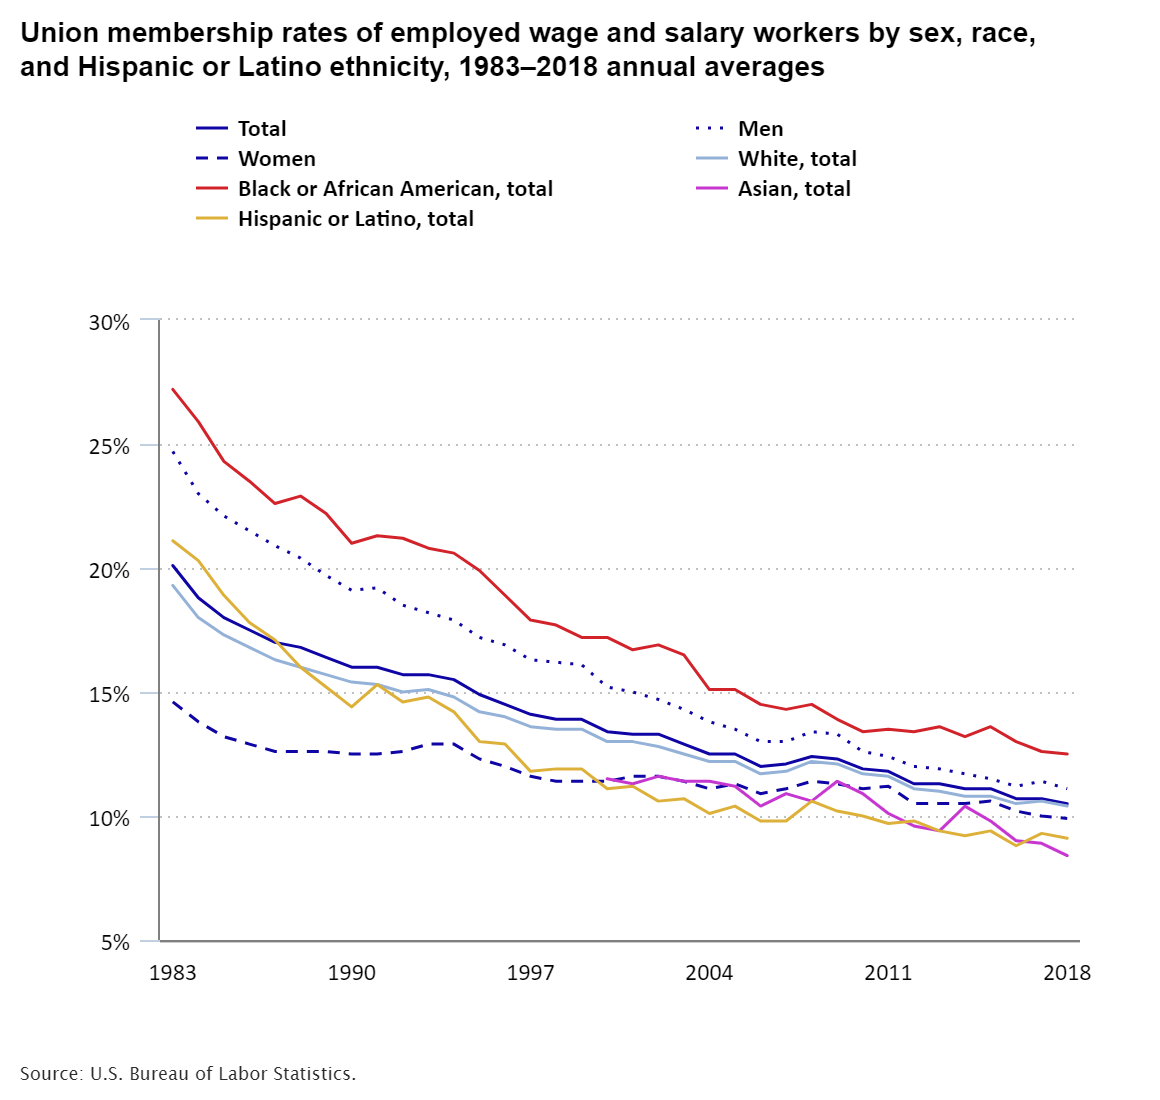 Union membership rates of employed wage and salary workers by sex, race,
and Hispanic or Latino ethnicity, 1983–2018 annual averages
Total
Men
Women
White, total
Black or African American, total
Asian, total
Hispanic or Latino, total
30%
25%
20%
15%
10%
5%
1983 1990 1997 2004 2011 2018
Source: U.S. Bureau of Labor Statistics.